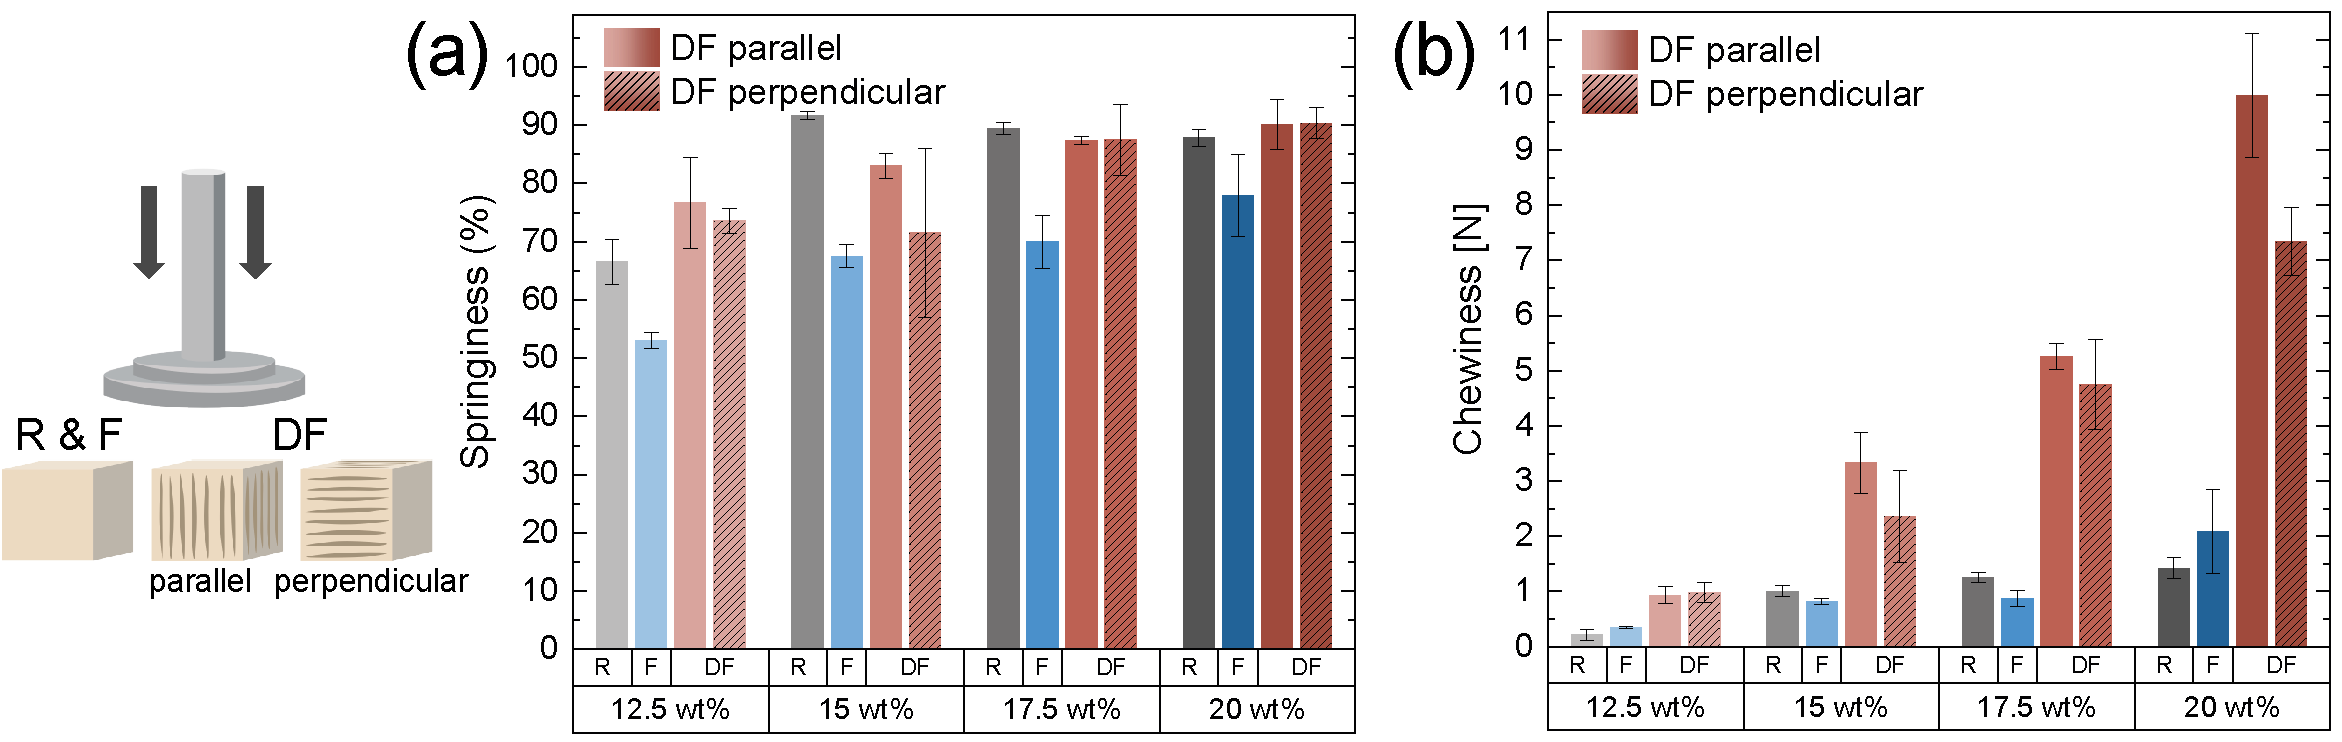 R & F
DF
parallel
perpendicular
(a)
DF parallel
DF perpendicular
Springiness (%)
100
90
80
70
60
50
40
30
20
10
0
R F DF R F DF R F DF R F DF
12.5 wt% 15 wt% 17.5 wt% 20 wt%
(b)
DF parallel
DF perpendicular
Chewiness [N]
11
10
9
8
7
6
5
4
3
2
1
0
R F DF R F DF R F DF R F DF
12.5 wt% 15 wt% 17.5 wt% 20 wt%